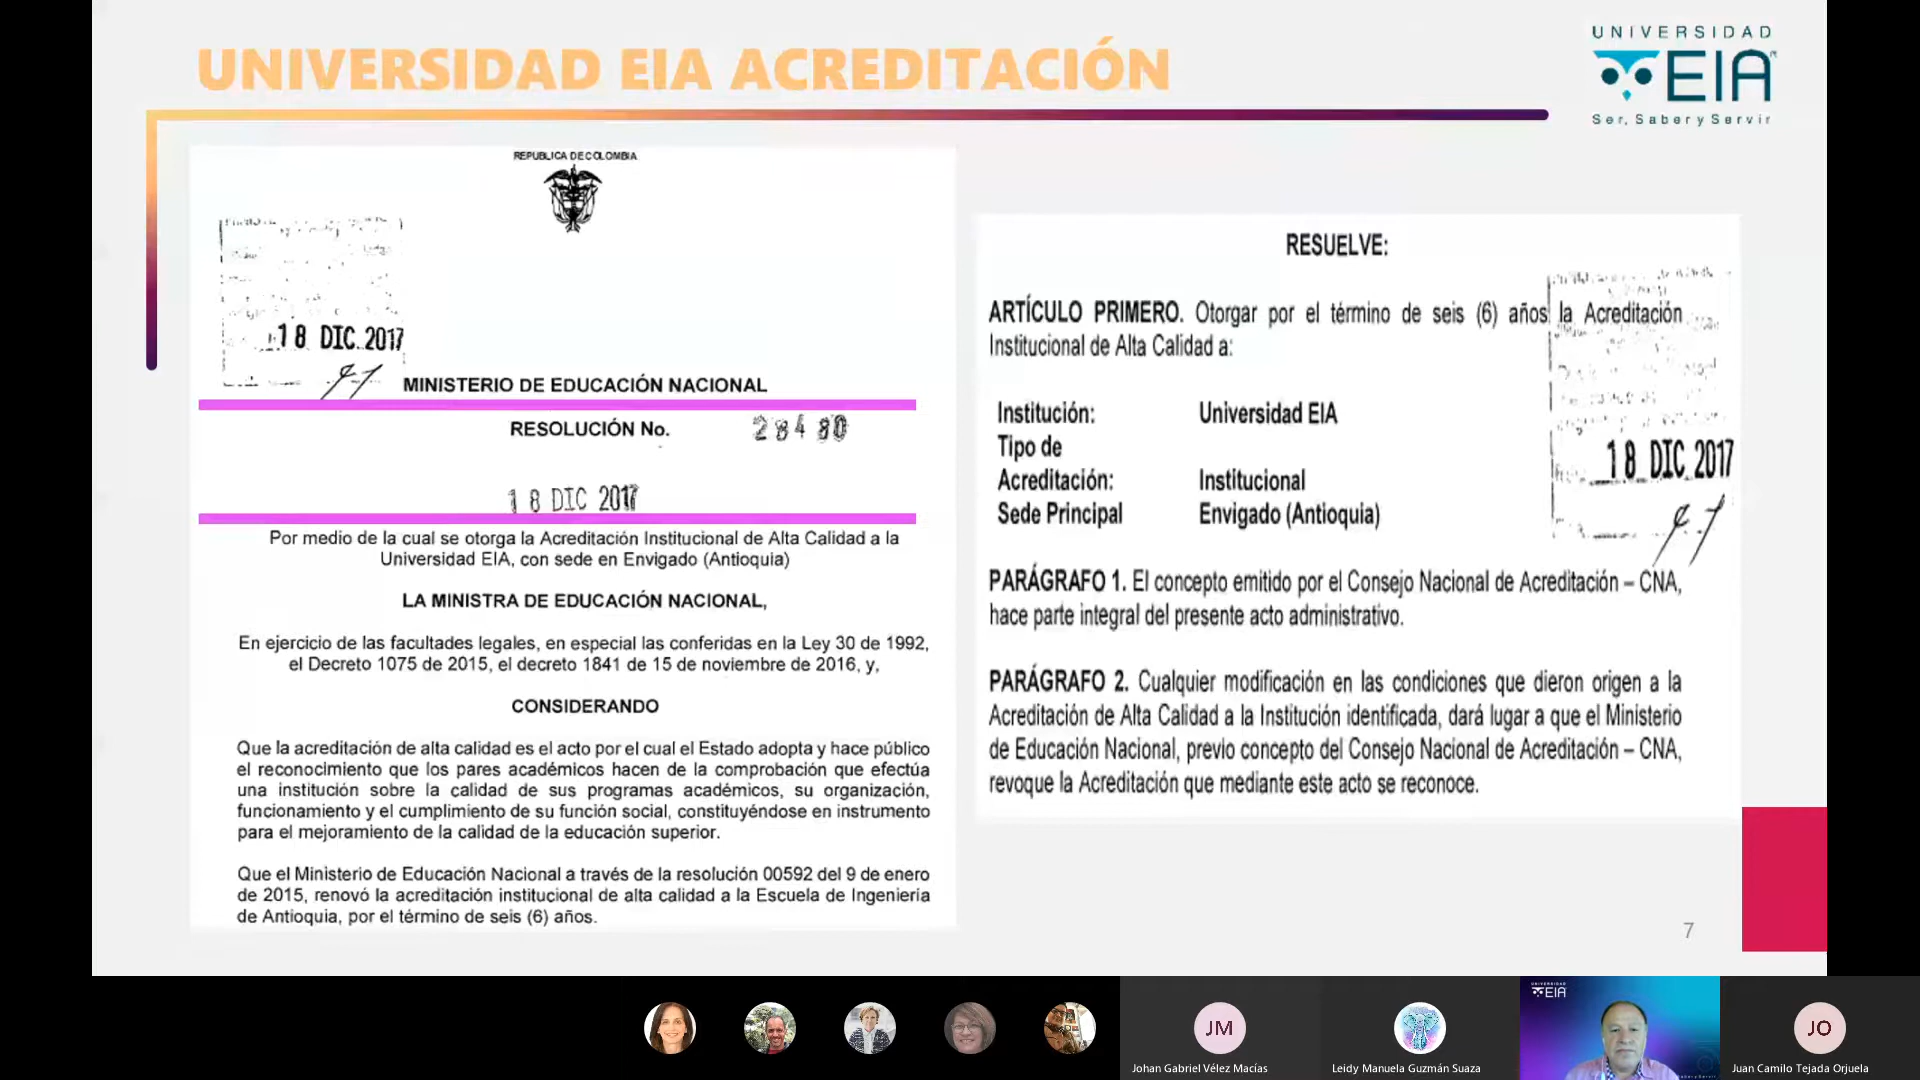 UNIVERSIDAD EIA ACREDITACIÓN
UNIVERSIDAD
EIA
Ser, Saber y Servir
REPUBLICA DE COLOMBIA
18 DIC. 2017
MINISTERIO DE EDUCACIÓN NACIONAL
RESOLUCIÓN No. 28480
18 DIC 2017
Por medio de la cual se otorga la Acreditación Institucional de Alta Calidad a la
Universidad EIA, con sede en Envigado (Antioquia)
LA MINISTRA DE EDUCACIÓN NACIONAL,
En ejercicio de las facultades legales, en especial las conferidas en la Ley 30 de 1992,
el Decreto 1075 de 2015, el decreto 1841 de 15 de noviembre de 2016, y,
CONSIDERANDO
Que la acreditación de alta calidad es el acto por el cual el Estado adopta y hace público
el reconocimiento que los pares académicos hacen de la comprobación que efectúa
una institución sobre la calidad de sus programas académicos, su organización,
funcionamiento y el cumplimiento de su función social, constituyéndose en instrumento
para el mejoramiento de la calidad de la educación superior.
Que el Ministerio de Educación Nacional a través de la resolución 00592 del 9 de enero
de 2015, renovó la acreditación institucional de alta calidad a la Escuela de Ingeniería
de Antioquia, por el término de seis (6) años.
RESUELVE:
ARTÍCULO PRIMERO. Otorgar por el término de seis (6) años la Acreditación
Institucional de Alta Calidad a:
Institución: Universidad EIA
Tipo de
Acreditación: Institucional
Sede Principal Envigado (Antioquia)
18 DIC 2017
PARÁGRAFO 1. El concepto emitido por el Consejo Nacional de Acreditación – CNA,
hace parte integral del presente acto administrativo.
PARÁGRAFO 2. Cualquier modificación en las condiciones que dieron origen a la
Acreditación de Alta Calidad a la Institución identificada, dará lugar a que el Ministerio
de Educación Nacional, previo concepto del Consejo Nacional de Acreditación – CNA,
revoque la Acreditación que mediante este acto se reconoce.
7
JM
Johan Gabriel Vélez Macías
Leidy Manuela Guzmán Suaza
EIA
JO
Juan Camilo Tejada Orjuela